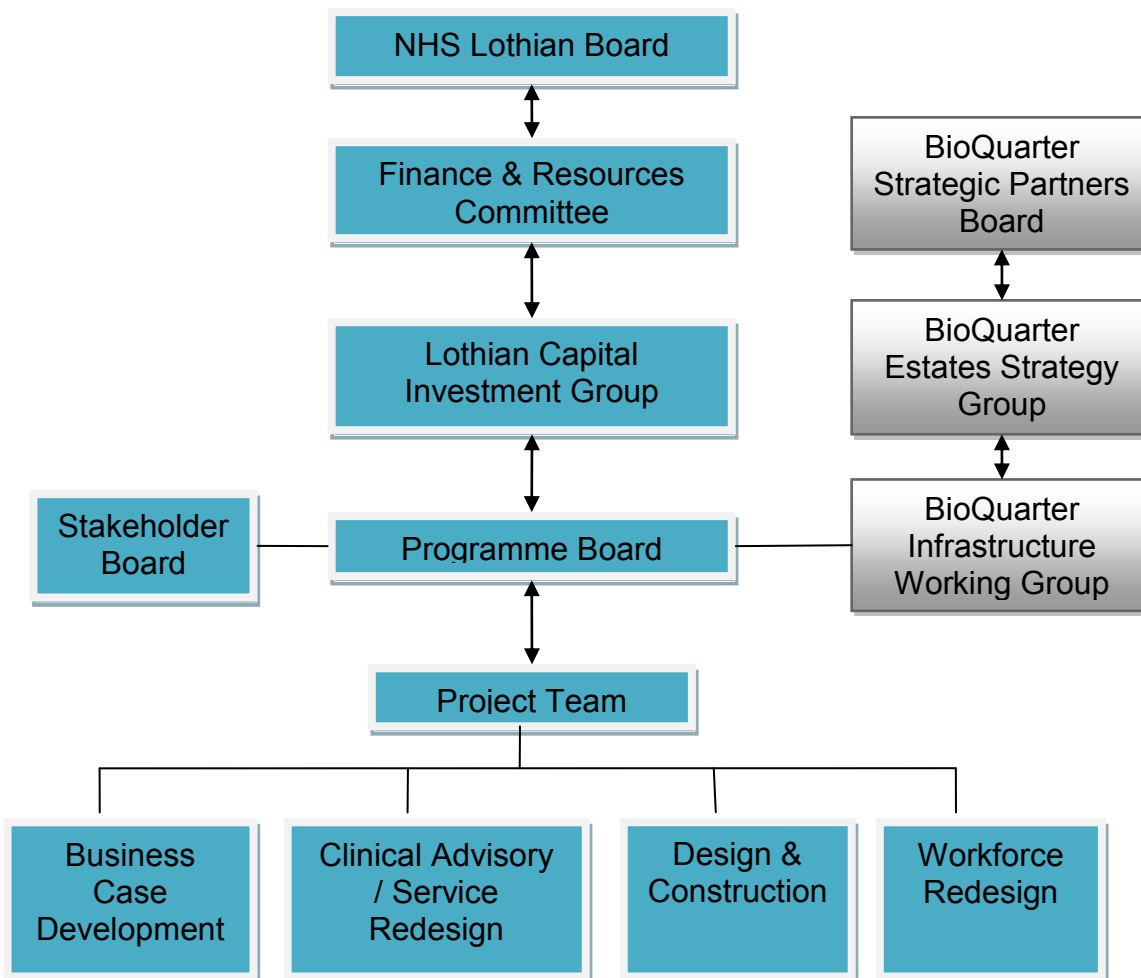 NHS Lothian Board
Finance & Resources
Committee
BioQuarter
Strategic Partners
Board
Lothian Capital
Investment Group
BioQuarter
Estates Strategy
Group
Stakeholder
Board
Programme Board
BioQuarter
Infrastructure
Working Group
Project Team
Business
Case
Development
Clinical Advisory
/ Service
Redesign
Design &
Construction
Workforce
Redesign